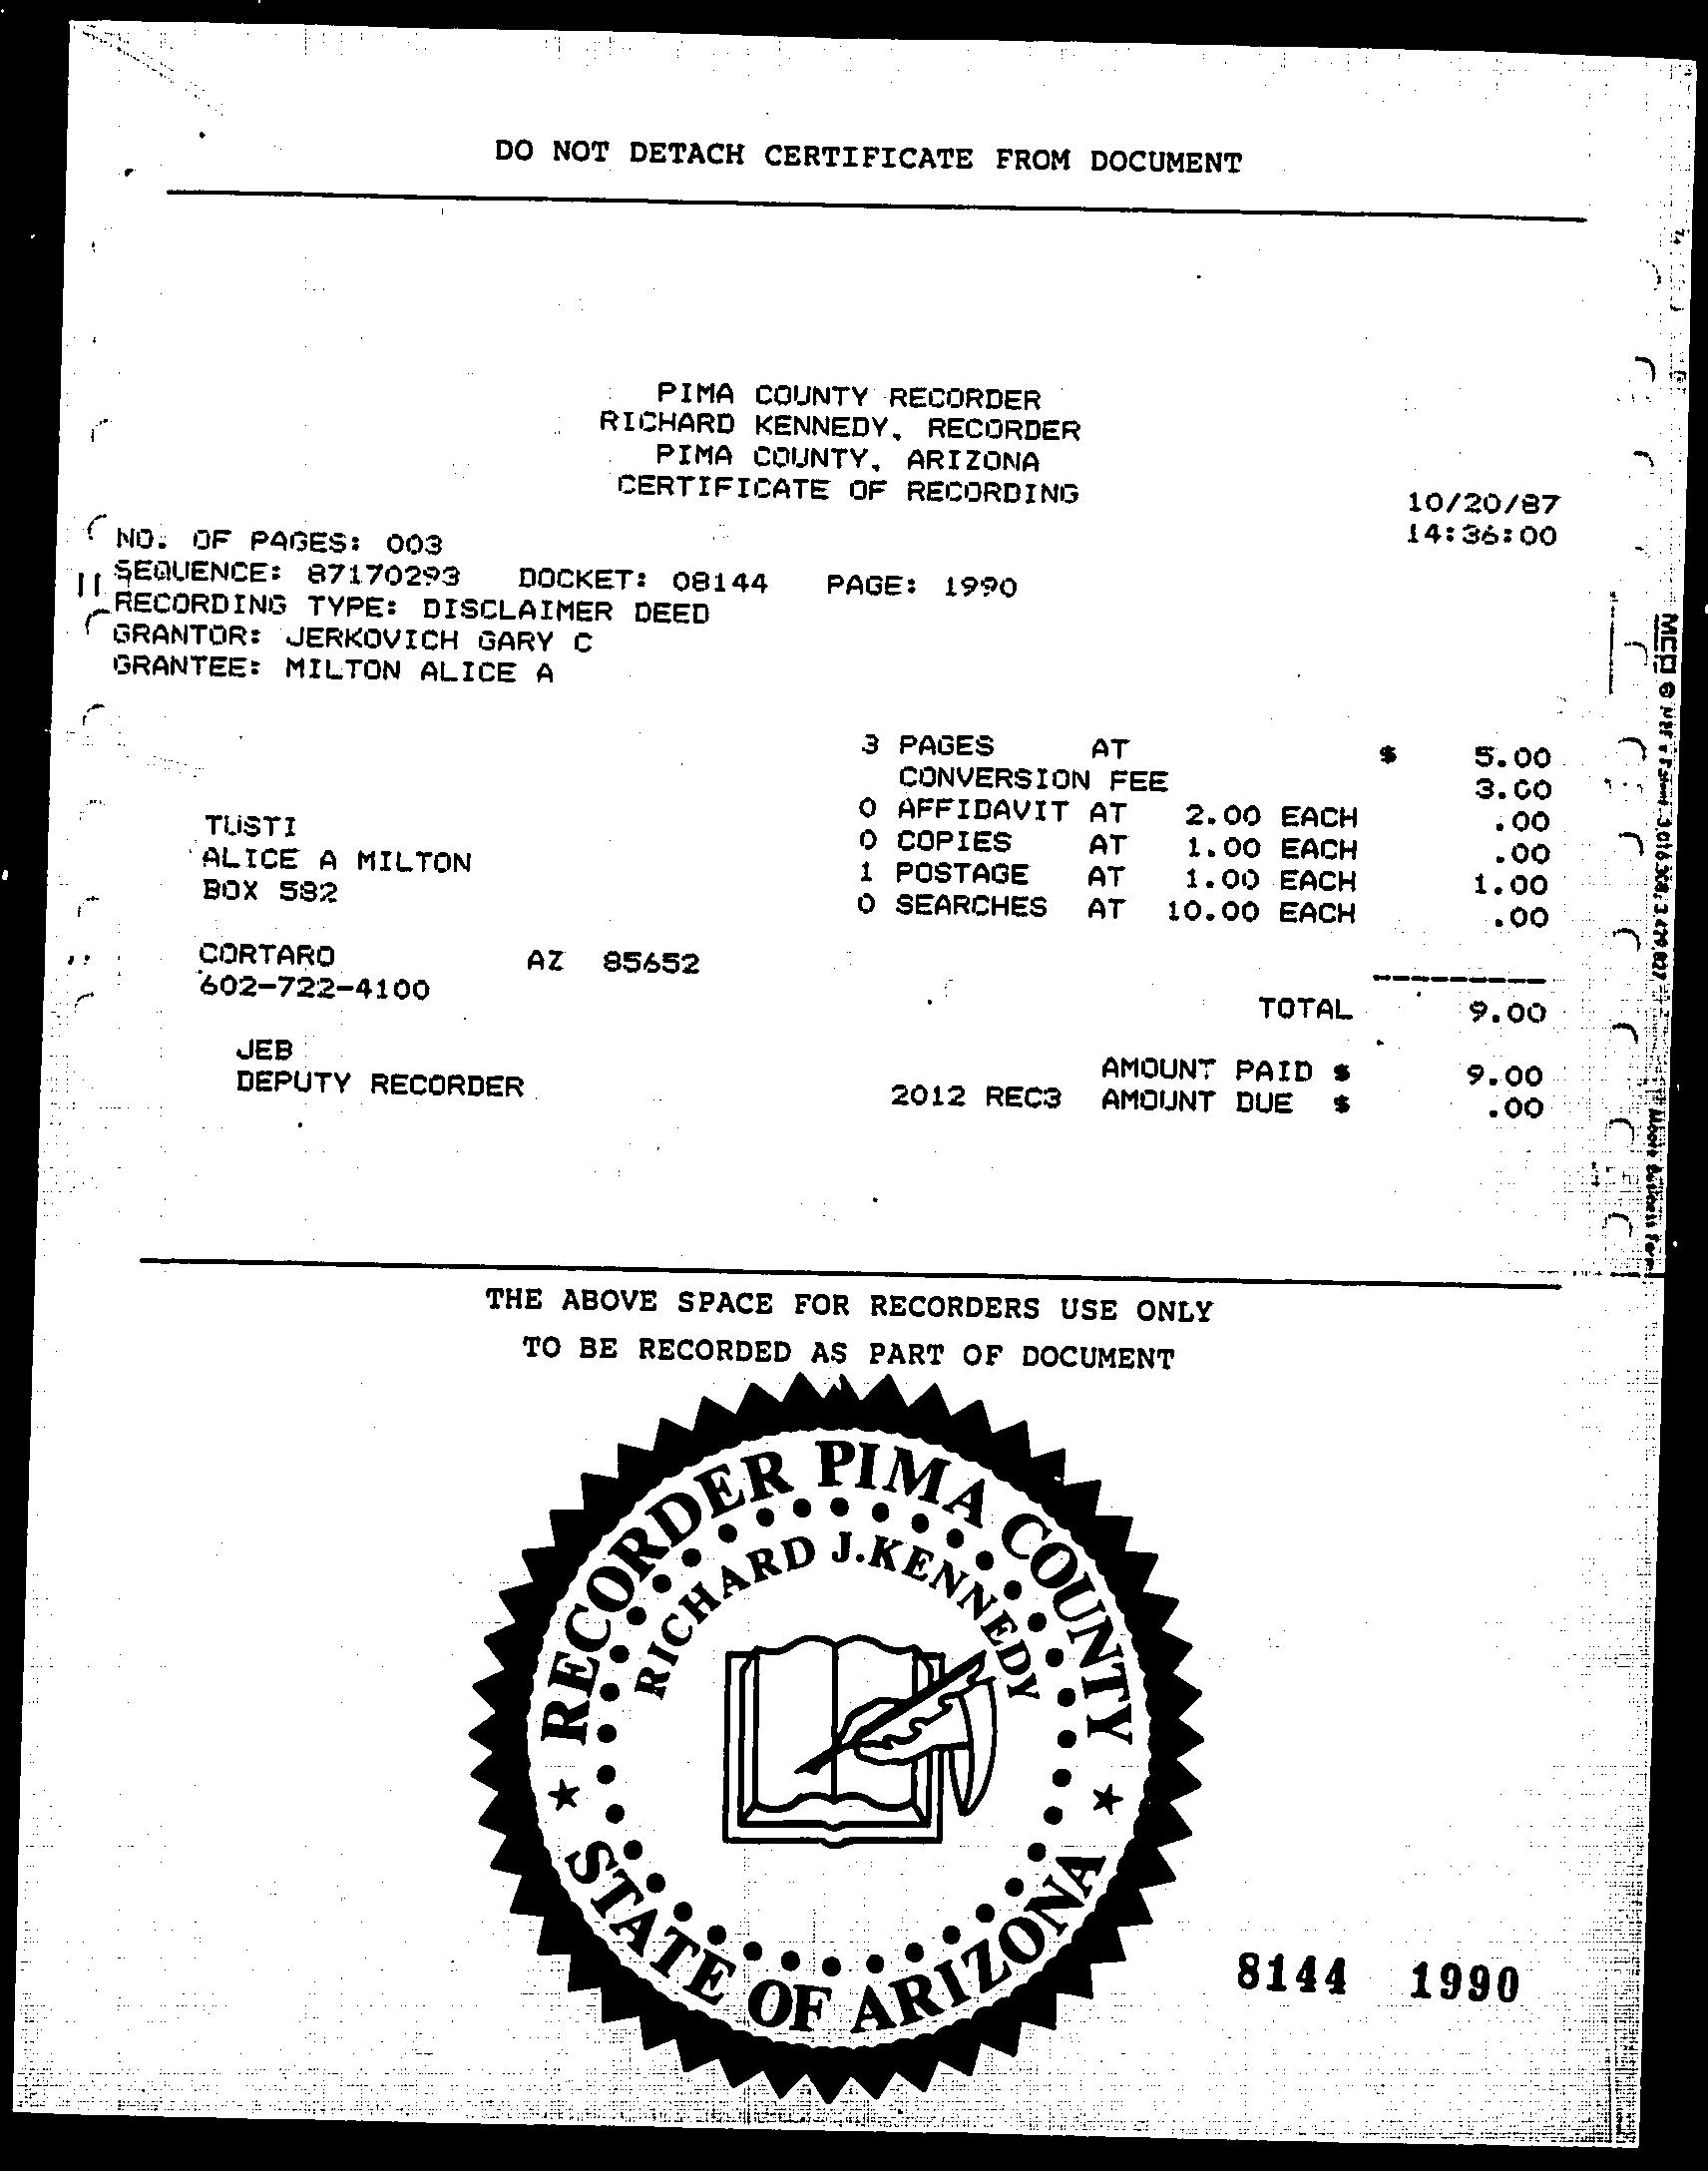 DO NOT DETACH CERTIFICATE FROM DOCUMENT
PIMA COUNTY RECORDER
RICHARD KENNEDY, RECORDER
PIMA COUNTY, ARIZONA
CERTIFICATE OF RECORDING
10/20/87
14:36:00
NO. OF PAGES: 003
SEQUENCE: 87170293 DOCKET: 08144 PAGE: 1990
RECORDING TYPE: DISCLAIMER DEED
GRANTOR: JERKOVICH GARY C
GRANTEE: MILTON ALICE A
3 PAGES AT $ 5.00
CONVERSION FEE 3.00
0 AFFIDAVIT AT 2.00 EACH .00
0 COPIES AT 1.00 EACH .00
1 POSTAGE AT 1.00 EACH 1.00
0 SEARCHES AT 10.00 EACH .00
TUSTI
ALICE A MILTON
BOX 582
CORTARO AZ 85652
602-722-4100
TOTAL 9.00
JEB
DEPUTY RECORDER
AMOUNT PAID $ 9.00
2012 REC3 AMOUNT DUE $ .00
THE ABOVE SPACE FOR RECORDERS USE ONLY
TO BE RECORDED AS PART OF DOCUMENT
RECORDER PIMA COUNTY
RICHARD J. KENNEDY
STATE OF ARIZONA
8144 1990